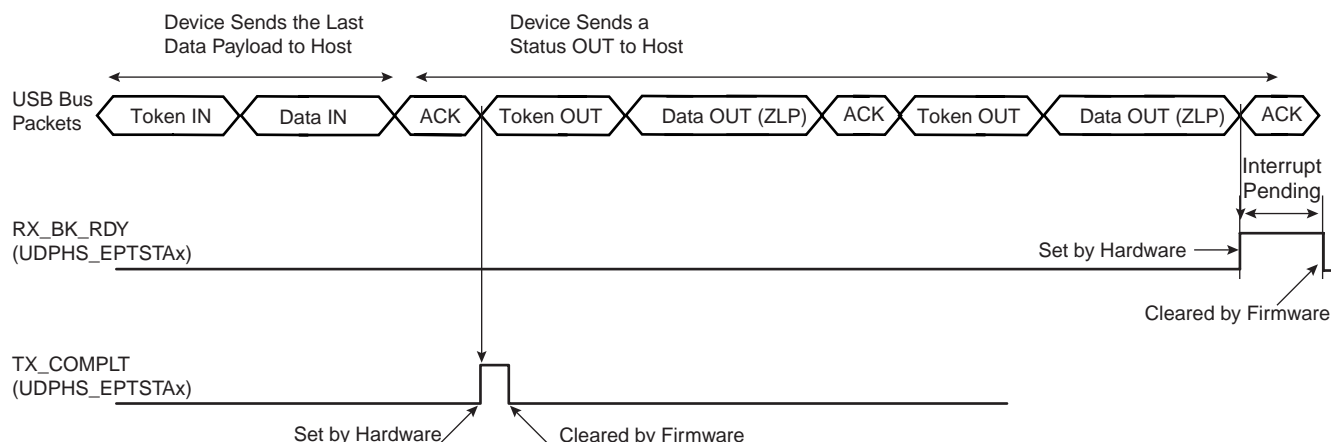 Device Sends the Last
Data Payload to Host
Device Sends a
Status OUT to Host
USB Bus
Packets
Token IN
Data IN
ACK
Token OUT
Data OUT (ZLP)
ACK
Token OUT
Data OUT (ZLP)
ACK
Interrupt
Pending
RX_BK_RDY
(UDPHS_EPTSTAx)
Set by Hardware
Cleared by Firmware
TX_COMPLT
(UDPHS_EPTSTAx)
Set by Hardware
Cleared by Firmware